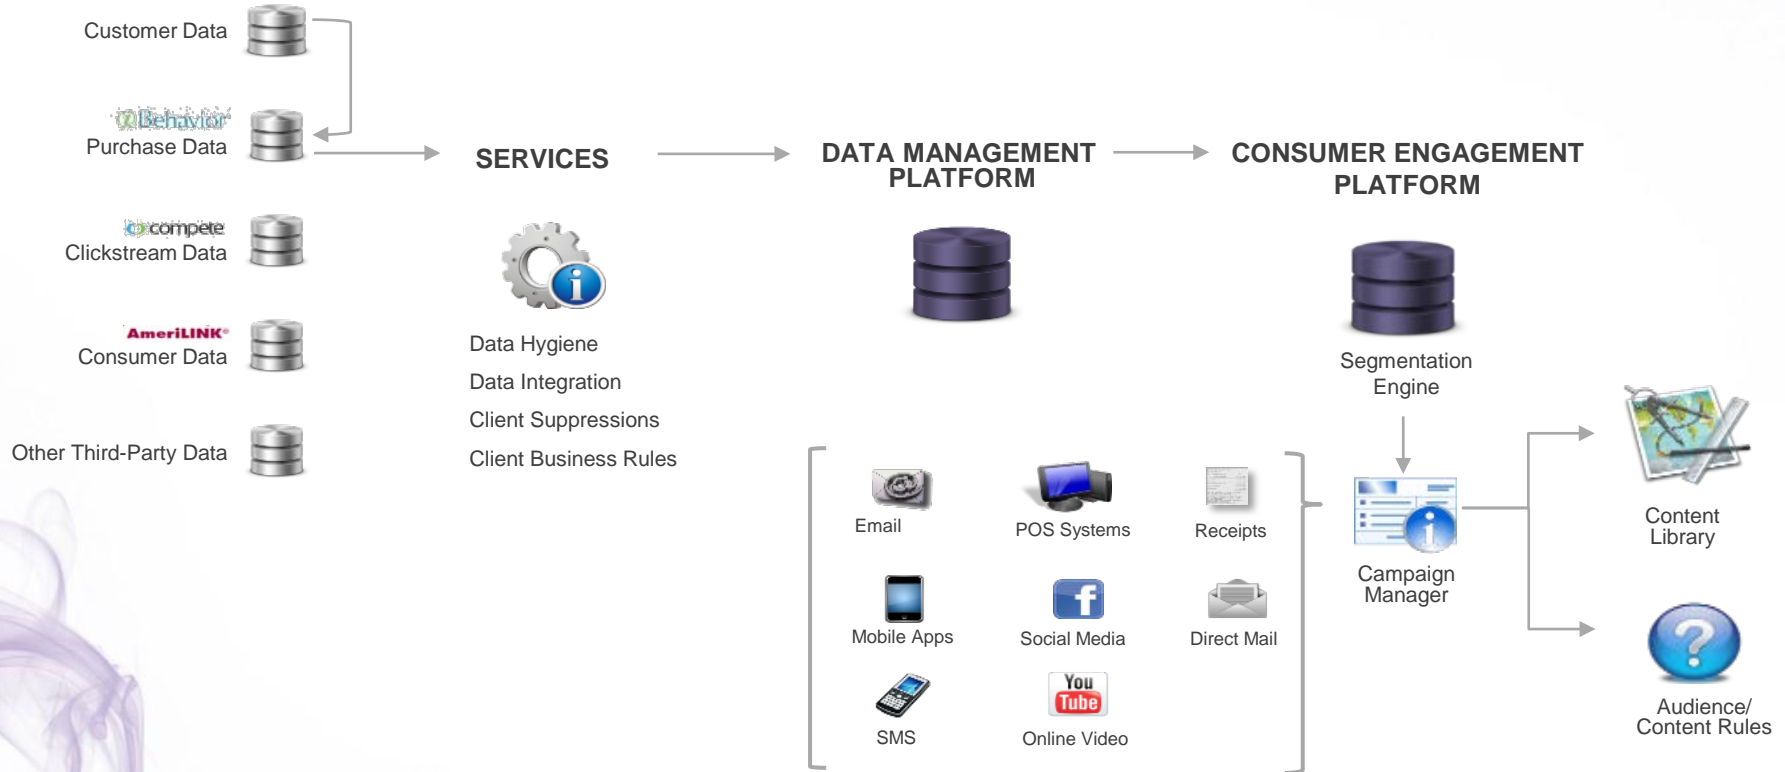 Customer Data
i-Behavior
Purchase Data
compete
Clickstream Data
AmeriLINK®
Consumer Data
Other Third-Party Data
SERVICES
Data Hygiene
Data Integration
Client Suppressions
Client Business Rules
DATA MANAGEMENT
PLATFORM
CONSUMER ENGAGEMENT
PLATFORM
Segmentation
Engine
Email
POS Systems
Receipts
Mobile Apps
Social Media
Direct Mail
You
Tube
SMS
Online Video
Campaign
Manager
Content
Library
Audience/
Content Rules